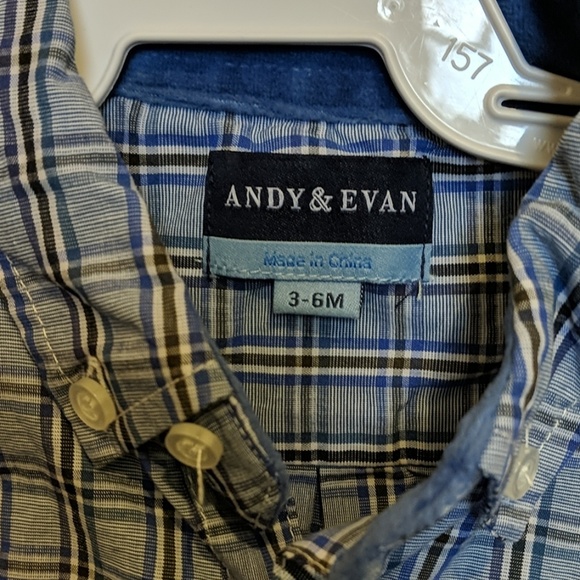 157
ANDY & EVAN
Made in China
3-6M